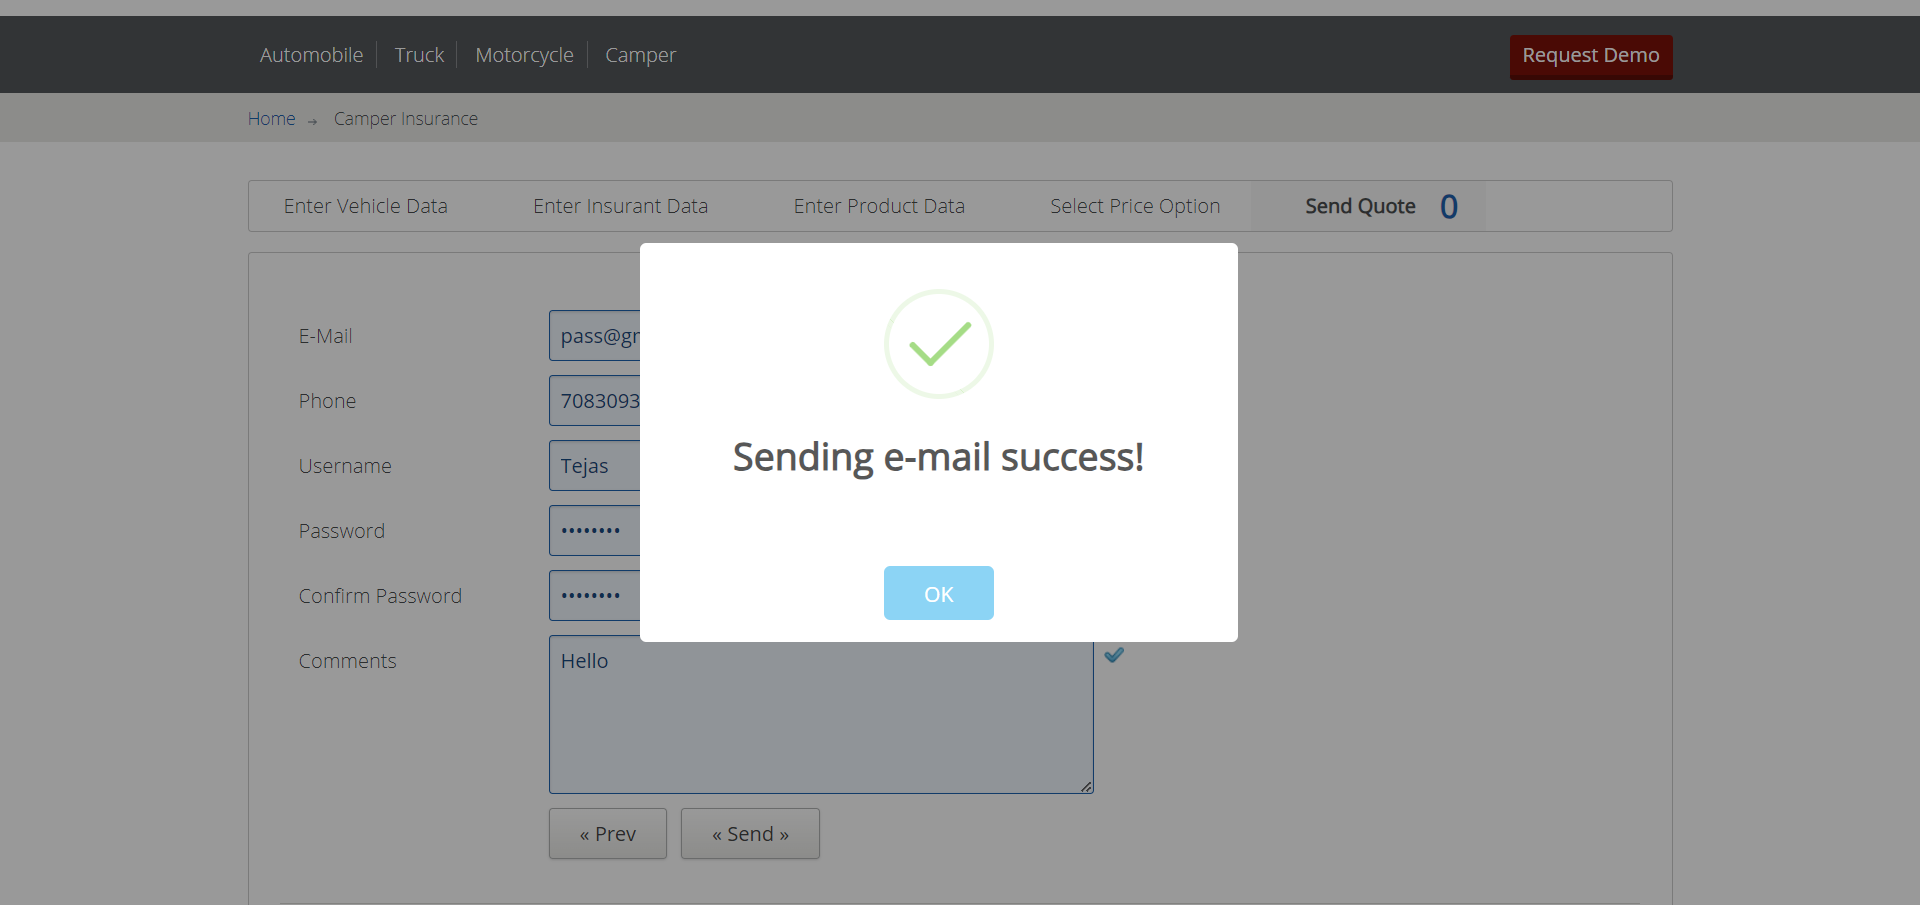 Automobile Truck Motorcycle Camper Request Demo
Home → Camper Insurance
Enter Vehicle Data Enter Insurant Data Enter Product Data Select Price Option Send Quote 0
E-Mail
Phone 7083093
Username Tejas
Password ••••••••
Confirm Password ••••••••
Comments Hello
Sending e-mail success!
OK
« Prev « Send »